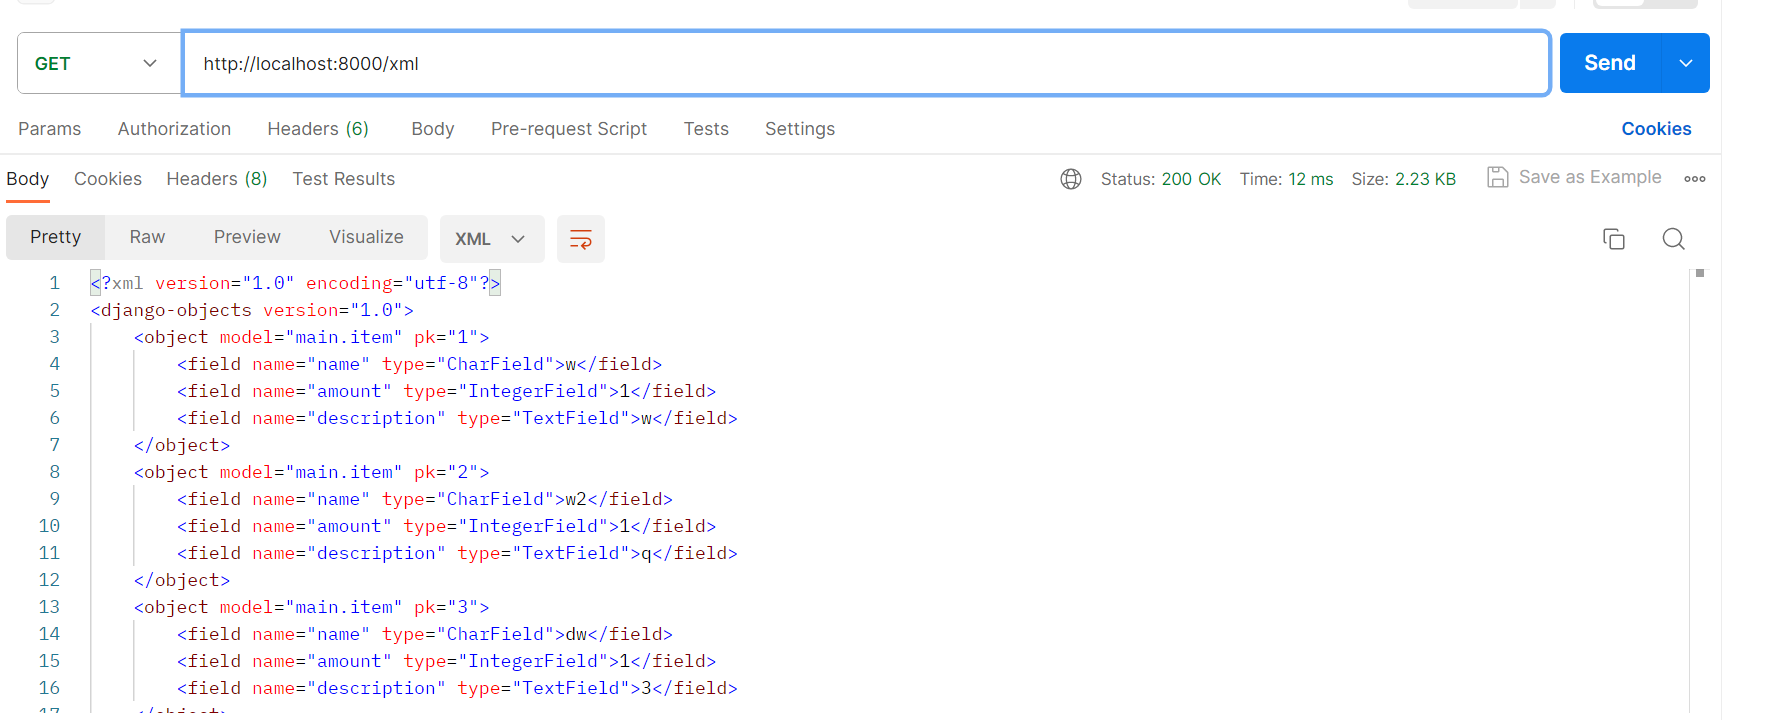 GET http://localhost:8000/xml Send
Params Authorization Headers (6) Body Pre-request Script Tests Settings Cookies
Body Cookies Headers (8) Test Results Status: 200 OK Time: 12 ms Size: 2.23 KB Save as Example
Pretty Raw Preview Visualize XML
1 <?xml version="1.0" encoding="utf-8"?>
2 <django-objects version="1.0">
3 <object model="main.item" pk="1">
4 <field name="name" type="CharField">w</field>
5 <field name="amount" type="IntegerField">1</field>
6 <field name="description" type="TextField">w</field>
7 </object>
8 <object model="main.item" pk="2">
9 <field name="name" type="CharField">w2</field>
10 <field name="amount" type="IntegerField">1</field>
11 <field name="description" type="TextField">q</field>
12 </object>
13 <object model="main.item" pk="3">
14 <field name="name" type="CharField">dw</field>
15 <field name="amount" type="IntegerField">1</field>
16 <field name="description" type="TextField">3</field>
17 </object>